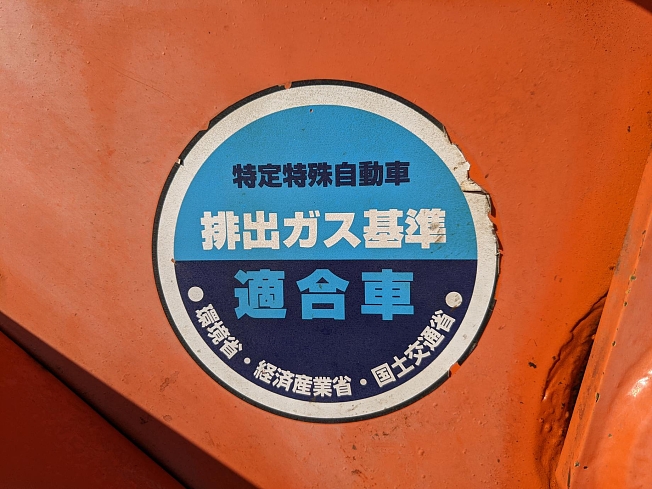 特定特殊自動車
排出ガス基準
適合車
環境省・経済産業省・国土交通省